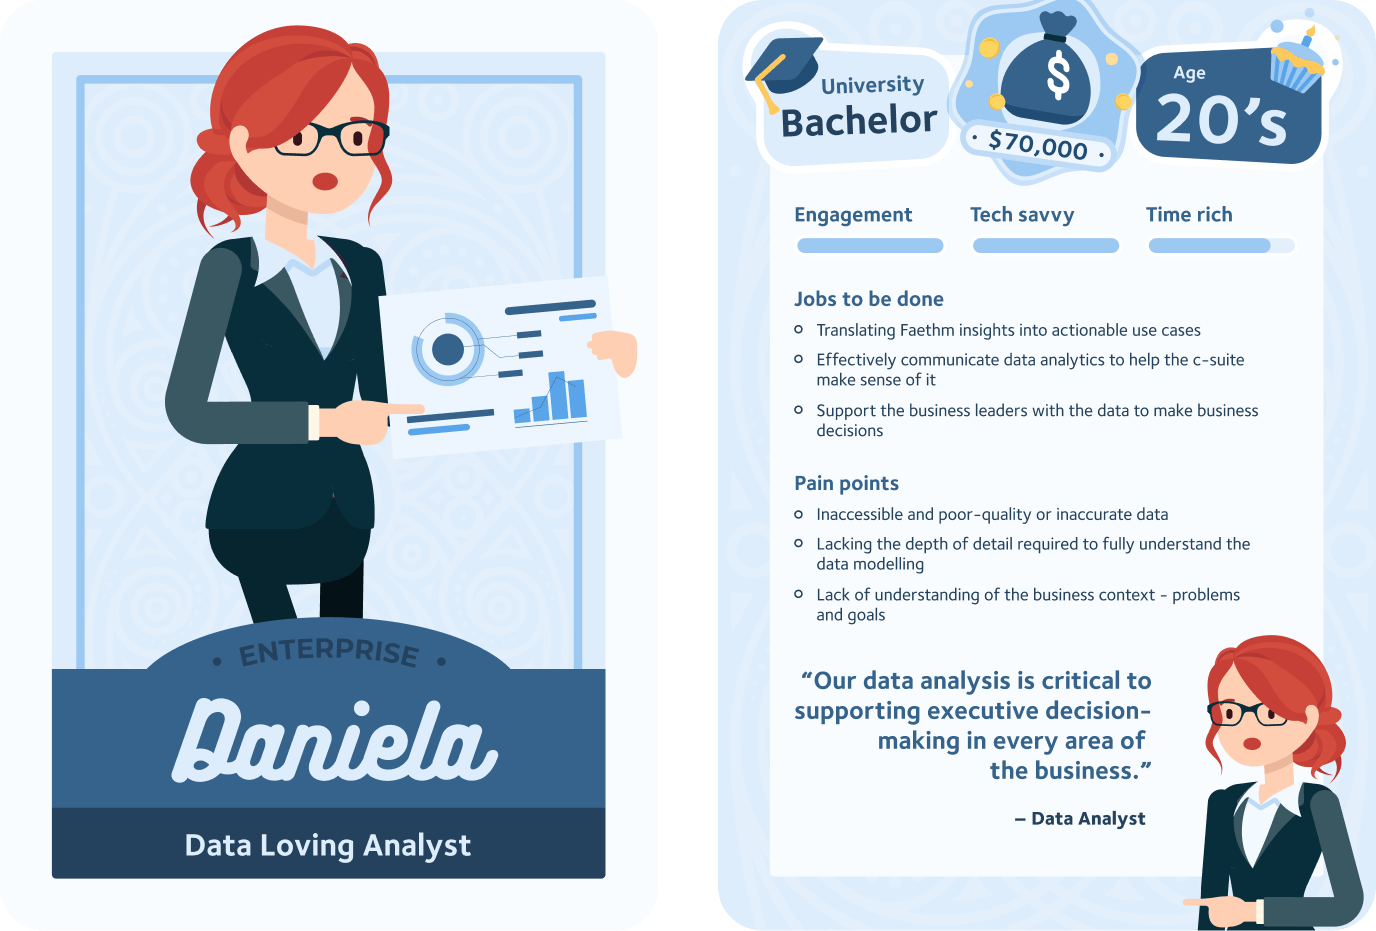 ENTERPRISE
Daniela
Data Loving Analyst
University
Bachelor
$
$70,000
Age
20's
Engagement
Tech savvy
Time rich
Jobs to be done
Translating Faethm insights into actionable use cases
Effectively communicate data analytics to help the c-suite
make sense of it
Support the business leaders with the data to make business
decisions
Pain points
Inaccessible and poor-quality or inaccurate data
Lacking the depth of detail required to fully understand the
data modelling
Lack of understanding of the business context - problems
and goals
“Our data analysis is critical to
supporting executive decision-
making in every area of
the business.”
– Data Analyst